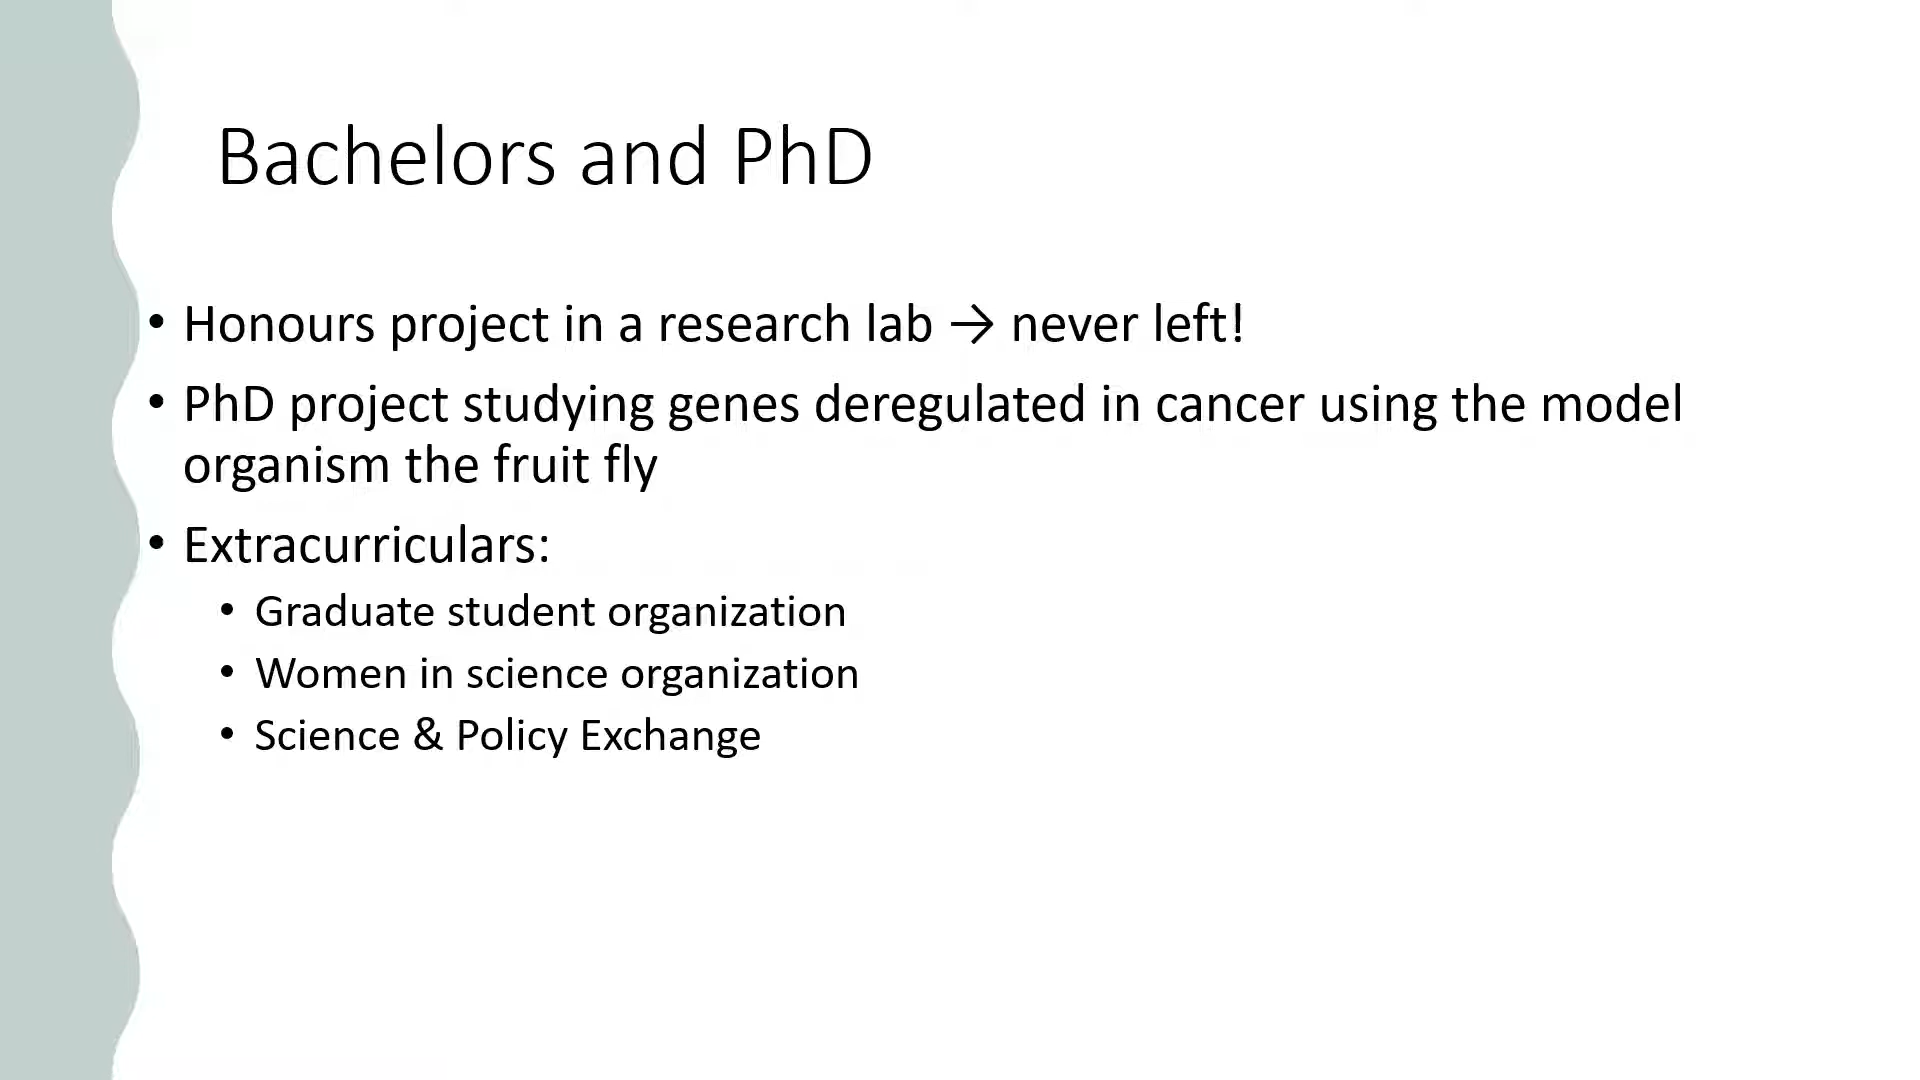 Bachelors and PhD
• Honours project in a research lab → never left!
• PhD project studying genes deregulated in cancer using the model
organism the fruit fly
• Extracurriculars:
• Graduate student organization
• Women in science organization
• Science & Policy Exchange